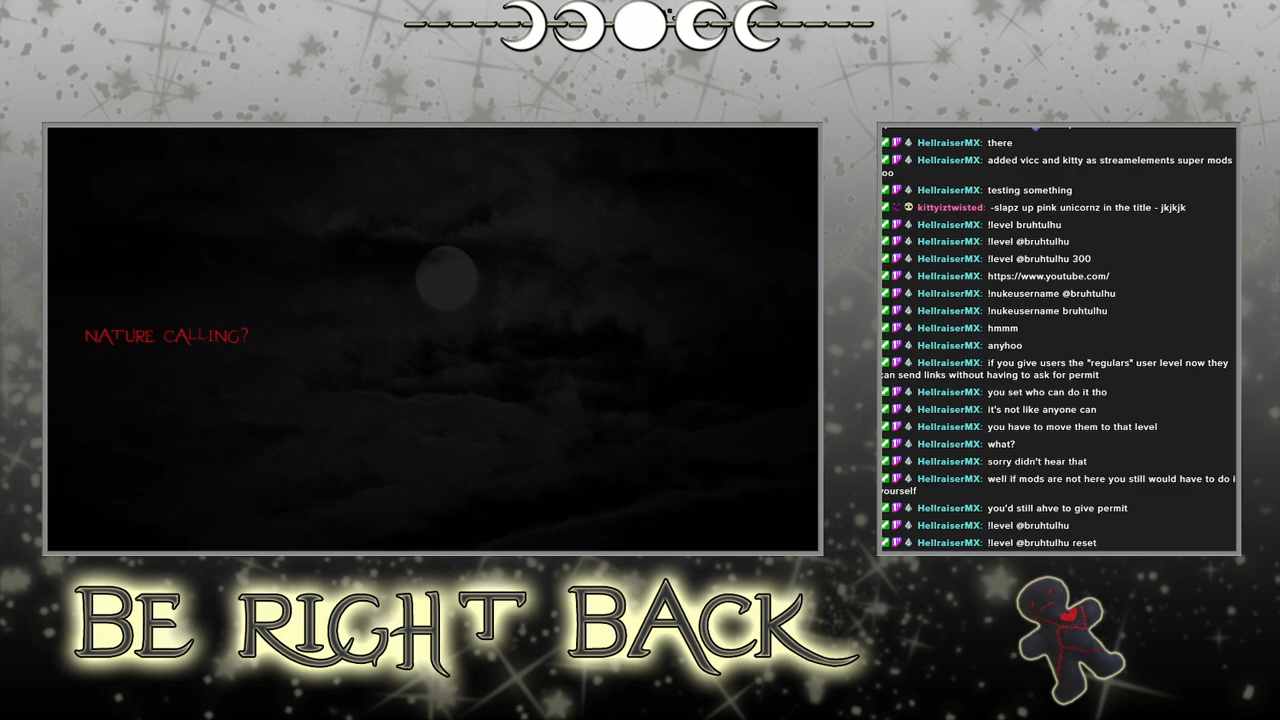 NATURE CALLING?
HellraiserMX: there
HellraiserMX: added vicc and kitty as streamelements super mods
oo
HellraiserMX: testing something
kittyiztwisted: -slapz up pink unicornz in the title - jkjkjk
HellraiserMX: !level bruhtulhu
HellraiserMX: !level @bruhtulhu
HellraiserMX: !level @bruhtulhu 300
HellraiserMX: https://www.youtube.com/
HellraiserMX: !nukeusername @bruhtulhu
HellraiserMX: !nukeusername bruhtulhu
HellraiserMX: hmmm
HellraiserMX: anyhoo
HellraiserMX: if you give users the "regulars" user level now they
can send links without having to ask for permit
HellraiserMX: you set who can do it tho
HellraiserMX: it's not like anyone can
HellraiserMX: you have to move them to that level
HellraiserMX: what?
HellraiserMX: sorry didn't hear that
HellraiserMX: well if mods are not here you still would have to do i
yourself
HellraiserMX: you'd still ahve to give permit
HellraiserMX: !level @bruhtulhu
HellraiserMX: !level @bruhtulhu reset
BE RIGHT BACK